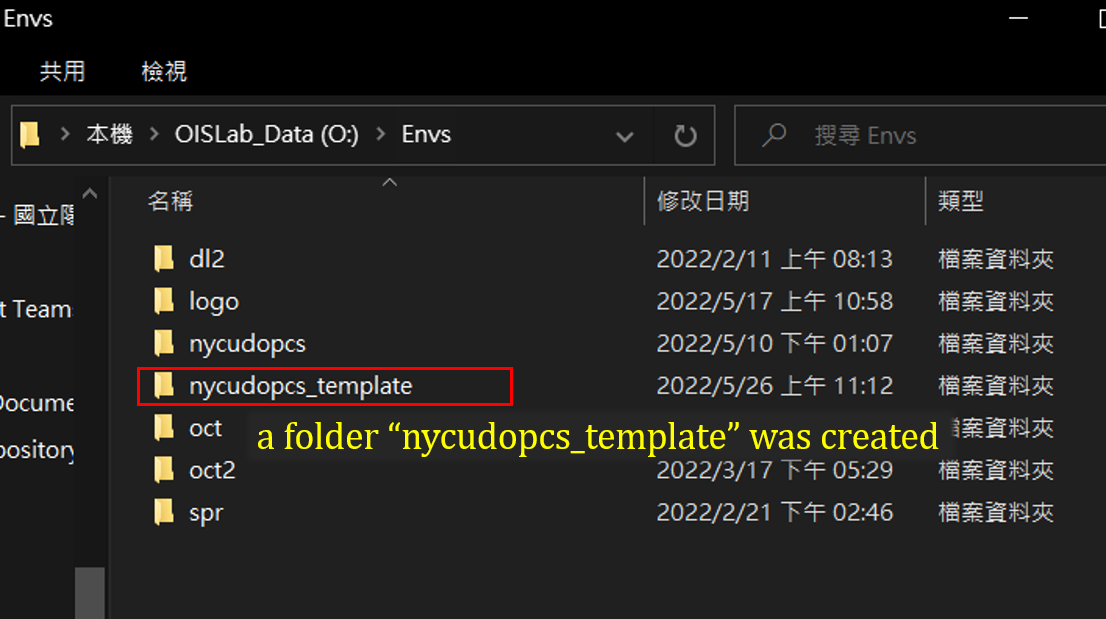 Envs
共用 檢視
本機 OISLab_Data (O:) Envs 搜尋 Envs
名稱 修改日期 類型
- 國立陽
dl2 2022/2/11 上午 08:13 檔案資料夾
logo 2022/5/17 上午 10:58 檔案資料夾
t Teams
nycudopcs 2022/5/10 下午 01:07 檔案資料夾
nycudopcs_template 2022/5/26 上午 11:12 檔案資料夾
Docume
oct 檔案資料夾
a folder “nycudopcs_template” was created
pository
oct2 2022/3/17 下午 05:29 檔案資料夾
spr 2022/2/21 下午 02:46 檔案資料夾